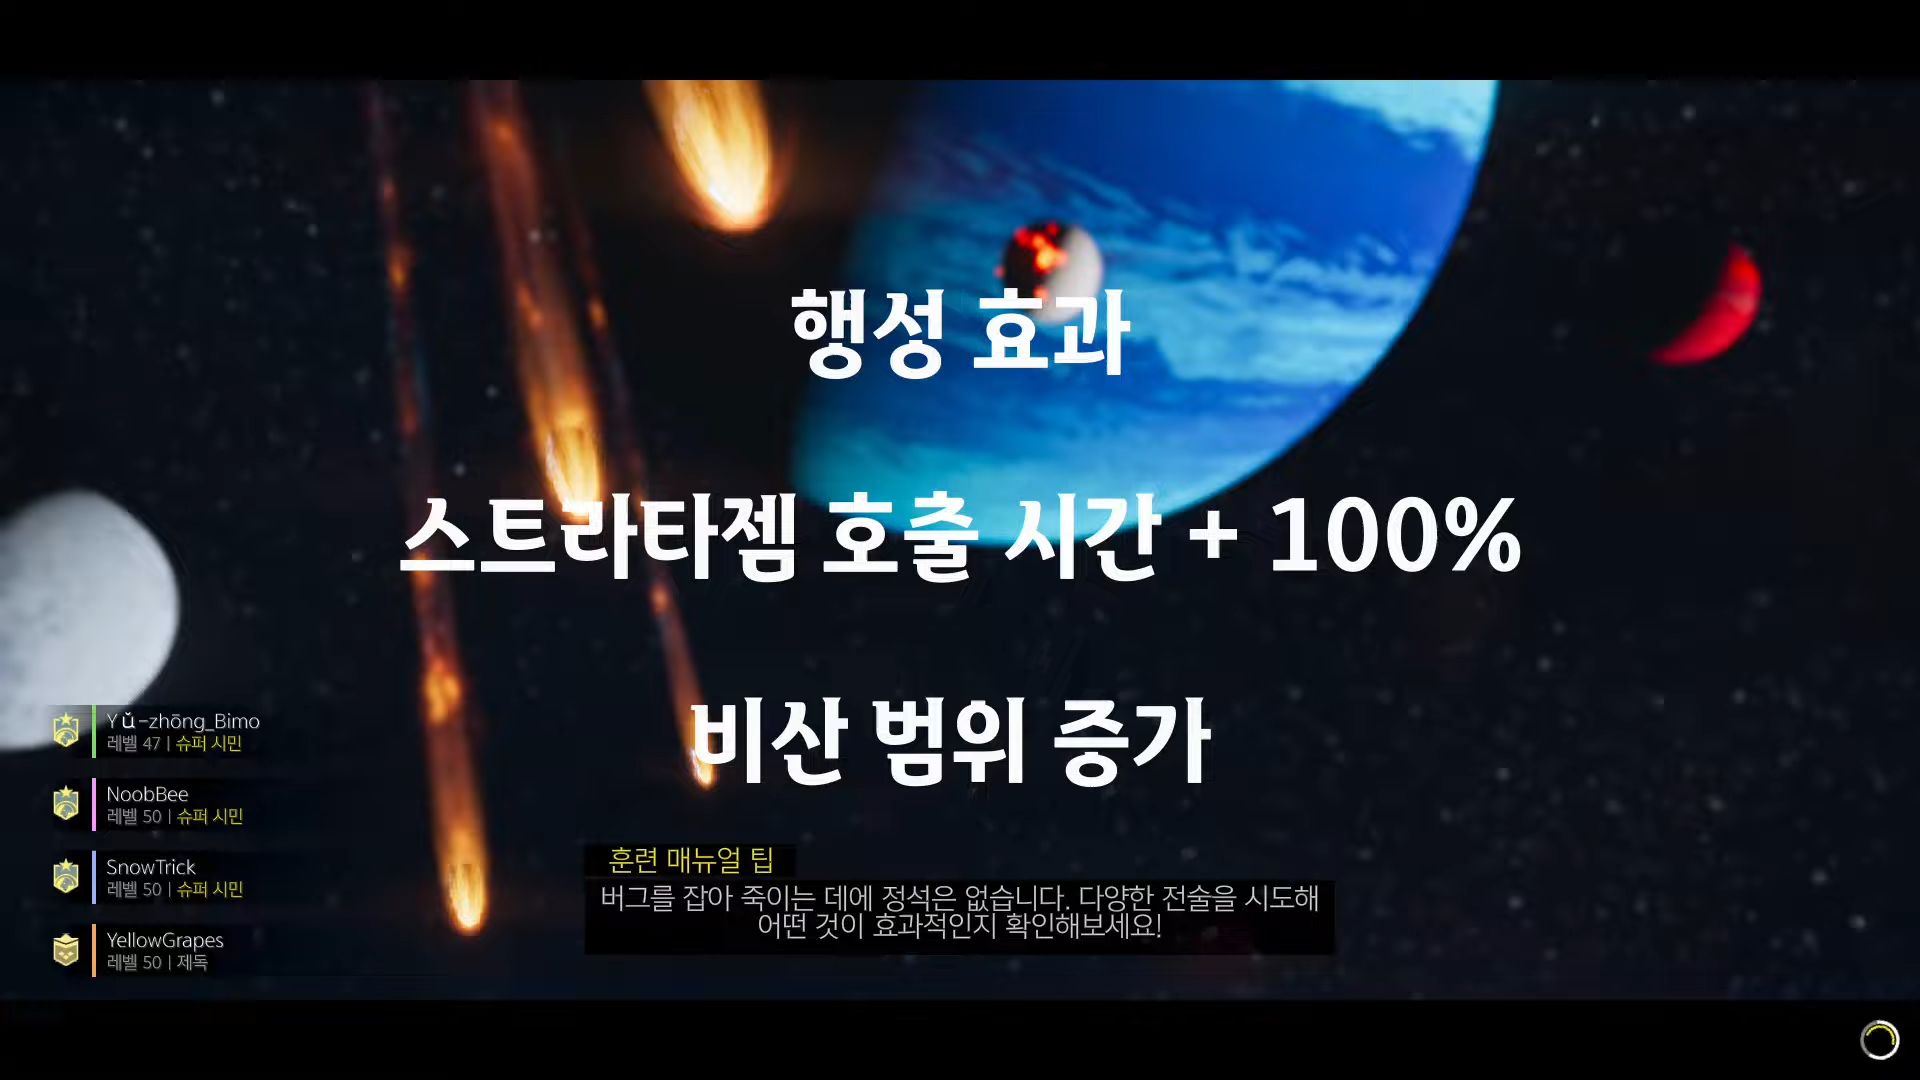 행성 효과
스트라타젬 호출 시간 + 100%
비산 범위 증가
Yǔ-zhōng_Bimo
레벨 47 | 슈퍼 시민
NoobBee
레벨 50 | 슈퍼 시민
SnowTrick
레벨 50 | 슈퍼 시민
YellowGrapes
레벨 50 | 제독
훈련 매뉴얼 팁
버그를 잡아 죽이는 데에 정석은 없습니다. 다양한 전술을 시도해
어떤 것이 효과적인지 확인해보세요!